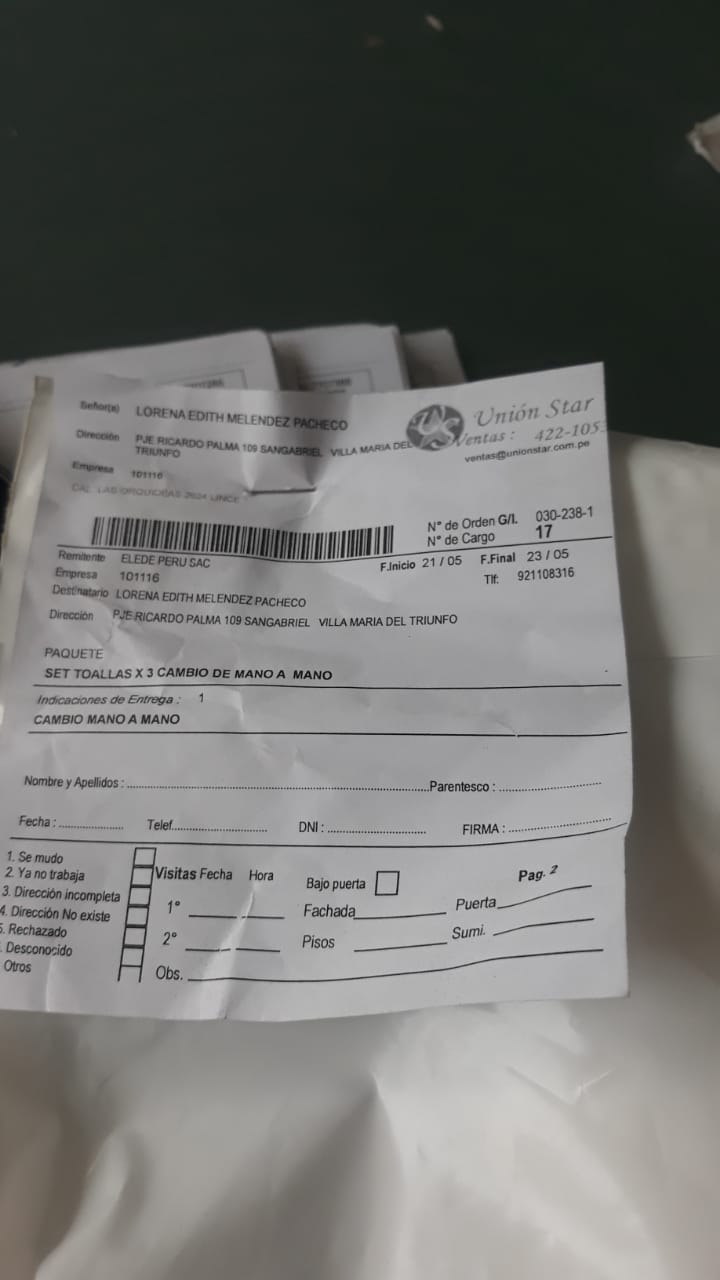 Señor(a) LORENA EDITH MELENDEZ PACHECO
Unión Star
Dirección PJE RICARDO PALMA 109 SANGABRIEL VILLA MARIA DEL
TRIUNFO
Ventas : 422-105
ventas@unionstar.com.pe
Empresa 101116
CAL. LAS ORQUIDEAS 2624 LINCE
N° de Orden G/I. 030-238-1
N° de Cargo 17
Remitente ELEDE PERU SAC
F.Inicio 21 / 05 F.Final 23 / 05
Empresa 101116
Tlf: 921108316
Destinatario LORENA EDITH MELENDEZ PACHECO
Dirección PJE RICARDO PALMA 109 SANGABRIEL VILLA MARIA DEL TRIUNFO
PAQUETE
SET TOALLAS X 3 CAMBIO DE MANO A MANO
Indicaciones de Entrega : 1
CAMBIO MANO A MANO
Nombre y Apellidos : Parentesco :
Fecha : Telef. DNI : FIRMA :
1. Se mudo
2. Ya no trabaja
3. Dirección incompleta
4. Dirección No existe
5. Rechazado
. Desconocido
Otros
Visitas Fecha Hora
1°
2°
Obs.
Bajo puerta
Fachada
Pisos
Pag. 2
Puerta
Sumi.